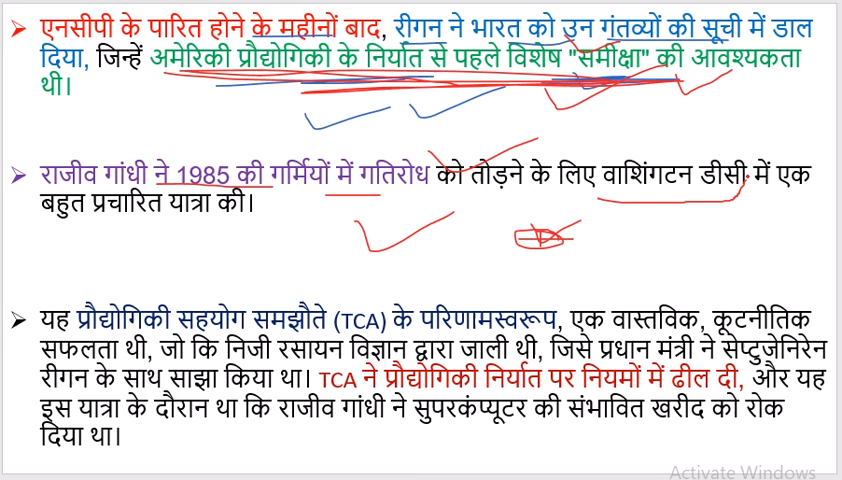 ➢ एनसीपी के पारित होने के महीनों बाद, रीगन ने भारत को उन गंतव्यों की सूची में डाल
दिया, जिन्हें अमेरिकी प्रौद्योगिकी के निर्यात से पहले विशेष "समीक्षा" की आवश्यकता
थी।
➢ राजीव गांधी ने 1985 की गर्मियों में गतिरोध को तोड़ने के लिए वाशिंगटन डीसी में एक
बहुत प्रचारित यात्रा की।
➢ यह प्रौद्योगिकी सहयोग समझौते (TCA) के परिणामस्वरूप, एक वास्तविक, कूटनीतिक
सफलता थी, जो कि निजी रसायन विज्ञान द्वारा जाली थी, जिसे प्रधान मंत्री ने सेप्टुजेनिरेन
रीगन के साथ साझा किया था। TCA ने प्रौद्योगिकी निर्यात पर नियमों में ढील दी, और यह
इस यात्रा के दौरान था कि राजीव गांधी ने सुपरकंप्यूटर की संभावित खरीद को रोक
दिया था।
Activate Windows